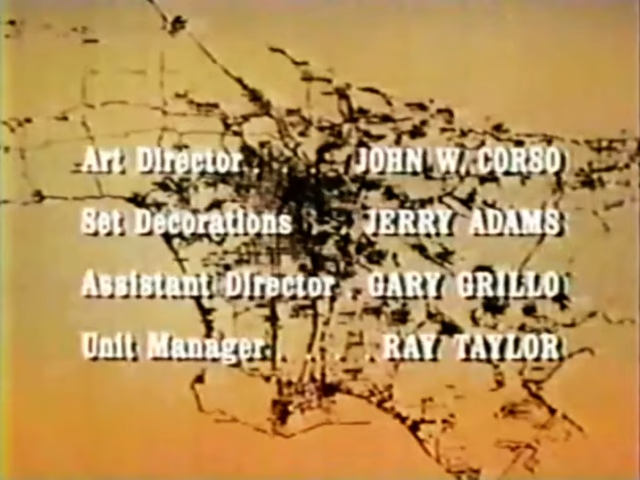 Art Director . . . . JOHN W. CORSO
Set Decorations . . . JERRY ADAMS
Assistant Director . GARY GRILLO
Unit Manager . . . . . RAY TAYLOR